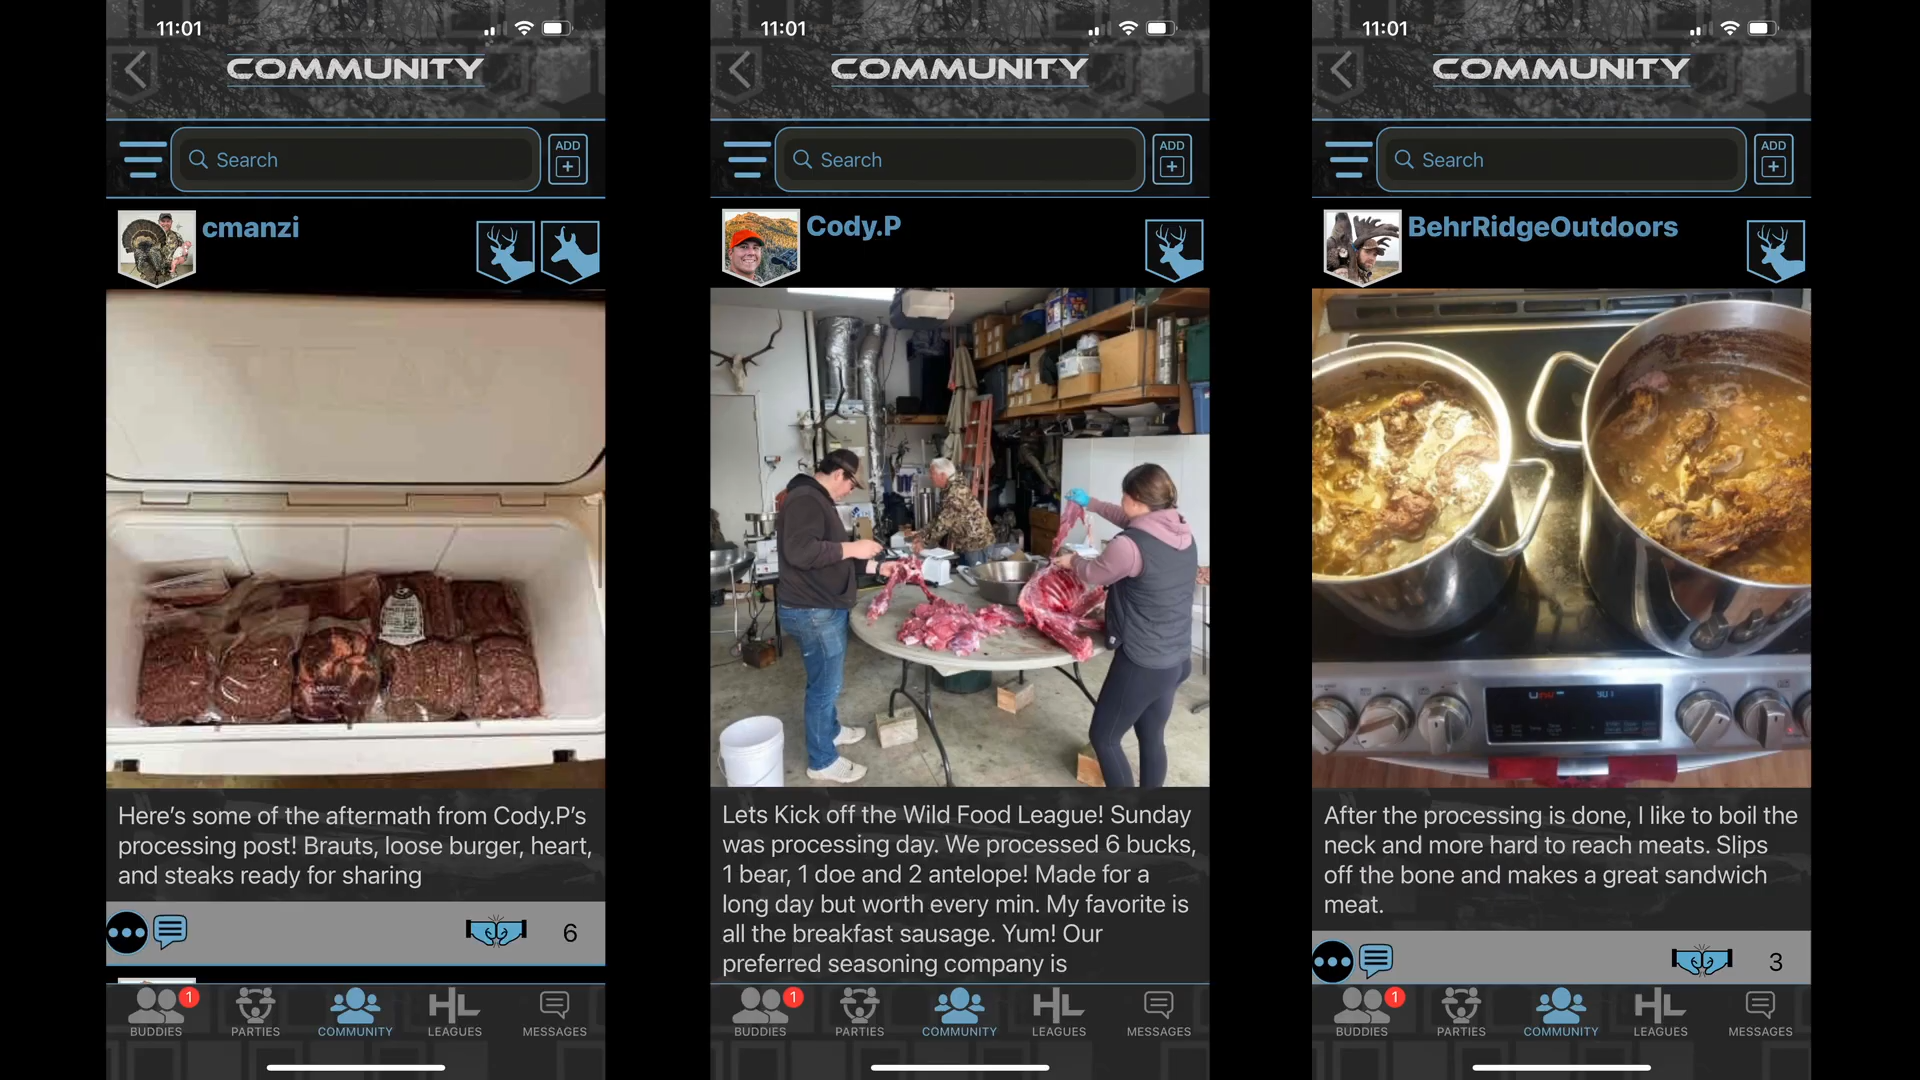 11:01
COMMUNITY
Search
ADD
cmanzi
Here's some of the aftermath from Cody.P's
processing post! Brauts, loose burger, heart,
and steaks ready for sharing
6
1
BUDDIES
PARTIES
COMMUNITY
HL
LEAGUES
MESSAGES
11:01
COMMUNITY
Search
ADD
Cody.P
Lets Kick off the Wild Food League! Sunday
was processing day. We processed 6 bucks,
1 bear, 1 doe and 2 antelope! Made for a
long day but worth every min. My favorite is
all the breakfast sausage. Yum! Our
preferred seasoning company is
1
BUDDIES
PARTIES
COMMUNITY
HL
LEAGUES
MESSAGES
11:01
COMMUNITY
Search
ADD
BehrRidgeOutdoors
After the processing is done, I like to boil the
neck and more hard to reach meats. Slips
off the bone and makes a great sandwich
meat.
3
1
BUDDIES
PARTIES
COMMUNITY
HL
LEAGUES
MESSAGES